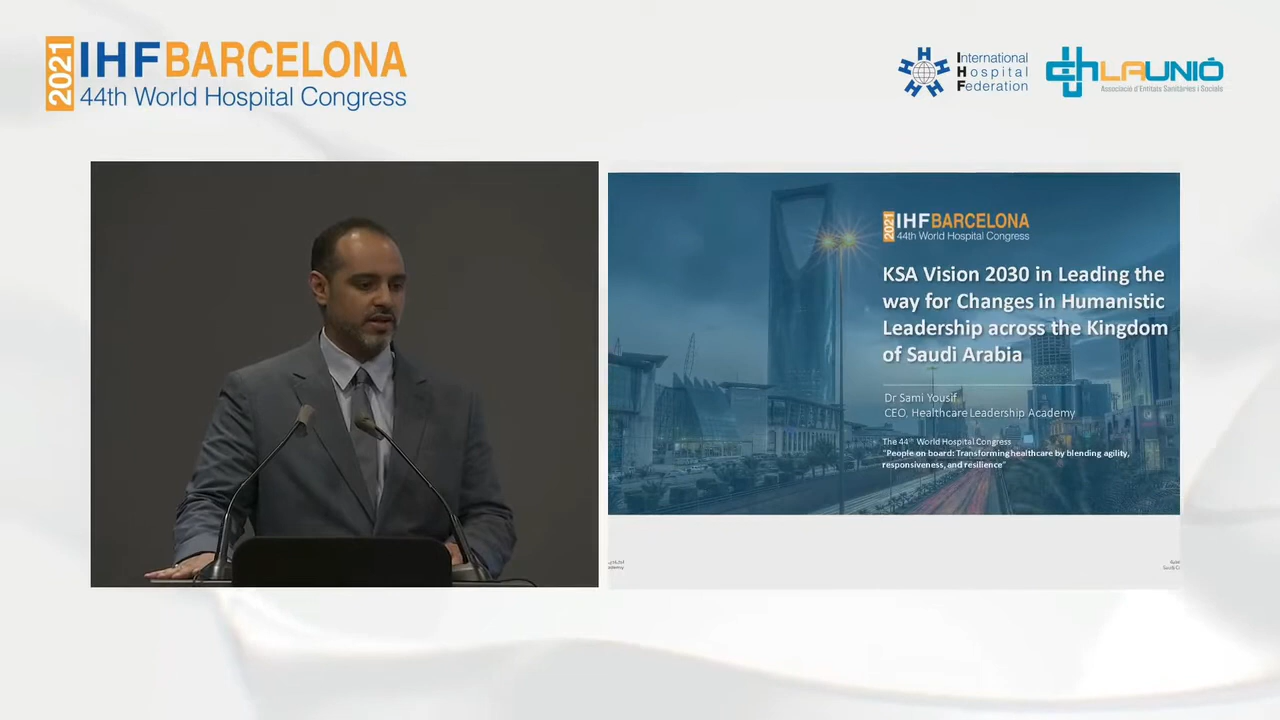 2021 IHF BARCELONA
44th World Hospital Congress
International
Hospital
Federation
LAUNIÓ
Associació d'Entitats Sanitàries i Socials
2021 IHF BARCELONA
44th World Hospital Congress
KSA Vision 2030 in Leading the
way for Changes in Humanistic
Leadership across the Kingdom
of Saudi Arabia
Dr Sami Yousif
CEO, Healthcare Leadership Academy
The 44th World Hospital Congress
"People on board: Transforming healthcare by blending agility,
responsiveness, and resilience"